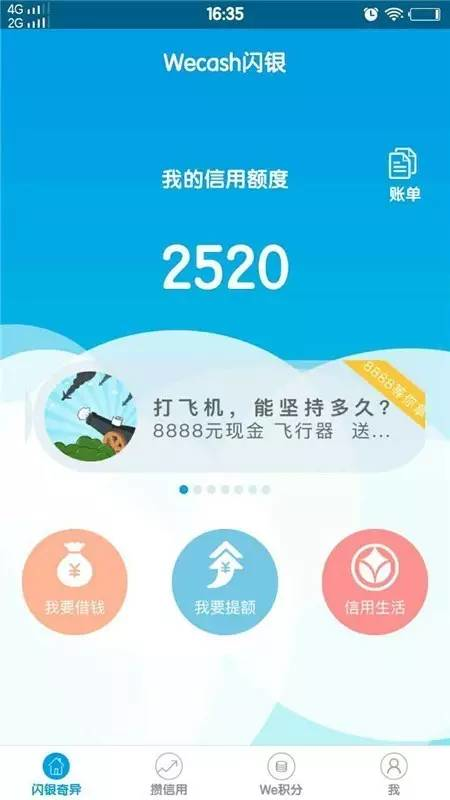 4G
2G
16:35
Wecash闪银
我的信用额度
账单
2520
8888等你拿
打飞机，能坚持多久？
8888元现金 飞行器 送...
我要借钱
我要提额
信用生活
闪银奇异
攒信用
We积分
我